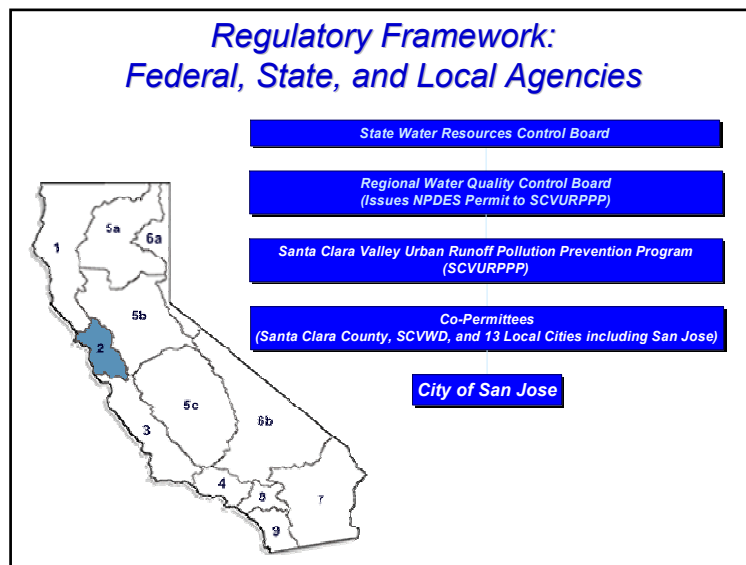 Regulatory Framework:
Federal, State, and Local Agencies
State Water Resources Control Board
Regional Water Quality Control Board
(Issues NPDES Permit to SCVURPPP)
Santa Clara Valley Urban Runoff Pollution Prevention Program
(SCVURPPP)
Co-Permittees
(Santa Clara County, SCVWD, and 13 Local Cities including San Jose)
City of San Jose
1
5a
6a
5b
2
5c
6b
3
4
8
7
9